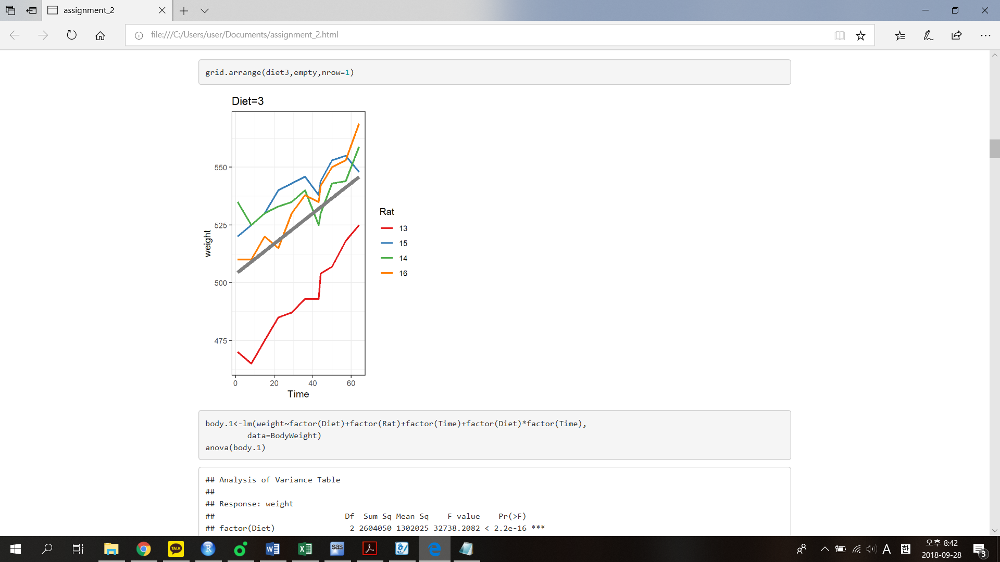 assignment_2
file:///C:/Users/user/Documents/assignment_2.html
grid.arrange(diet3,empty,nrow=1)
Diet=3
550
525
500
475
weight
0 20 40 60
Time
Rat
13
15
14
16
body.1<-lm(weight~factor(Diet)+factor(Rat)+factor(Time)+factor(Diet)*factor(Time),
         data=BodyWeight)
anova(body.1)
## Analysis of Variance Table
##
## Response: weight
##                            Df  Sum Sq Mean Sq    F value    Pr(>F)
## factor(Diet)                2 2604050 1302025 32738.2082 < 2.2e-16 ***
TALK
R
W
X
sas
A
한
오후 8:42
2018-09-28
3